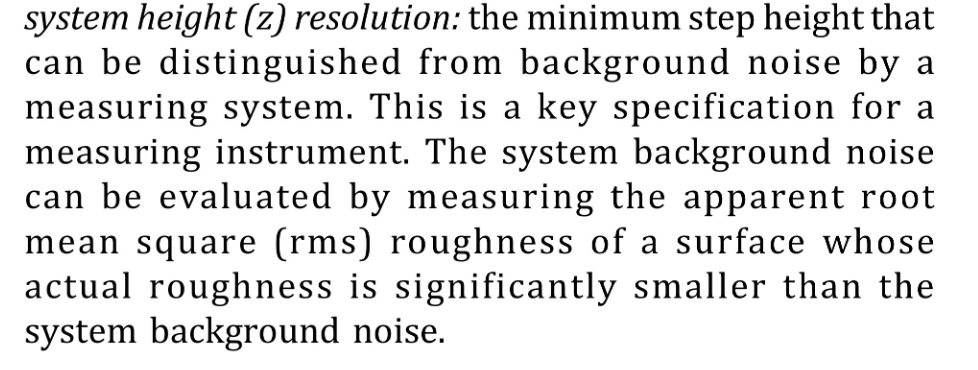 system height (z) resolution: the minimum step height that
can be distinguished from background noise by a
measuring system. This is a key specification for a
measuring instrument. The system background noise
can be evaluated by measuring the apparent root
mean square (rms) roughness of a surface whose
actual roughness is significantly smaller than the
system background noise.